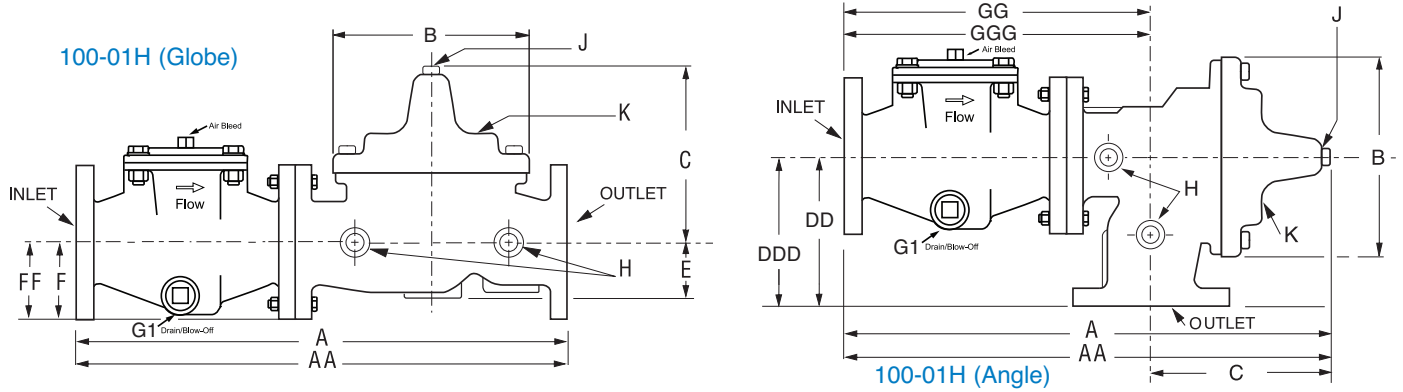 100-01H (Globe)
B
J
K
Air Bleed
Flow
INLET
OUTLET
C
E
H
FF
F
G1
Drain/Blow-Off
A
AA
GG
GGG
J
Air Bleed
INLET
Flow
B
H
DD
DDD
K
G1
Drain/Blow-Off
OUTLET
A
AA
C
100-01H (Angle)